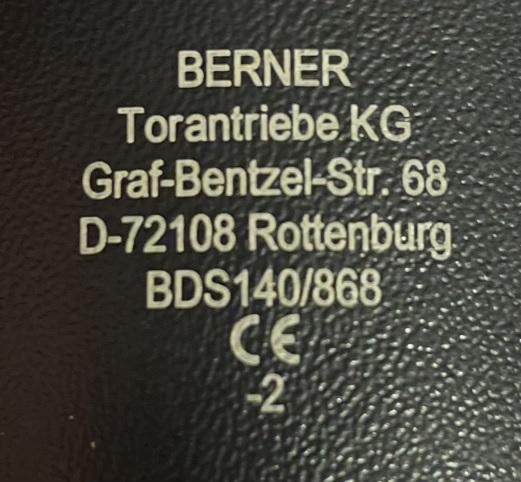 BERNER
Torantriebe KG
Graf-Bentzel-Str. 68
D-72108 Rottenburg
BDS140/868
CE
-2